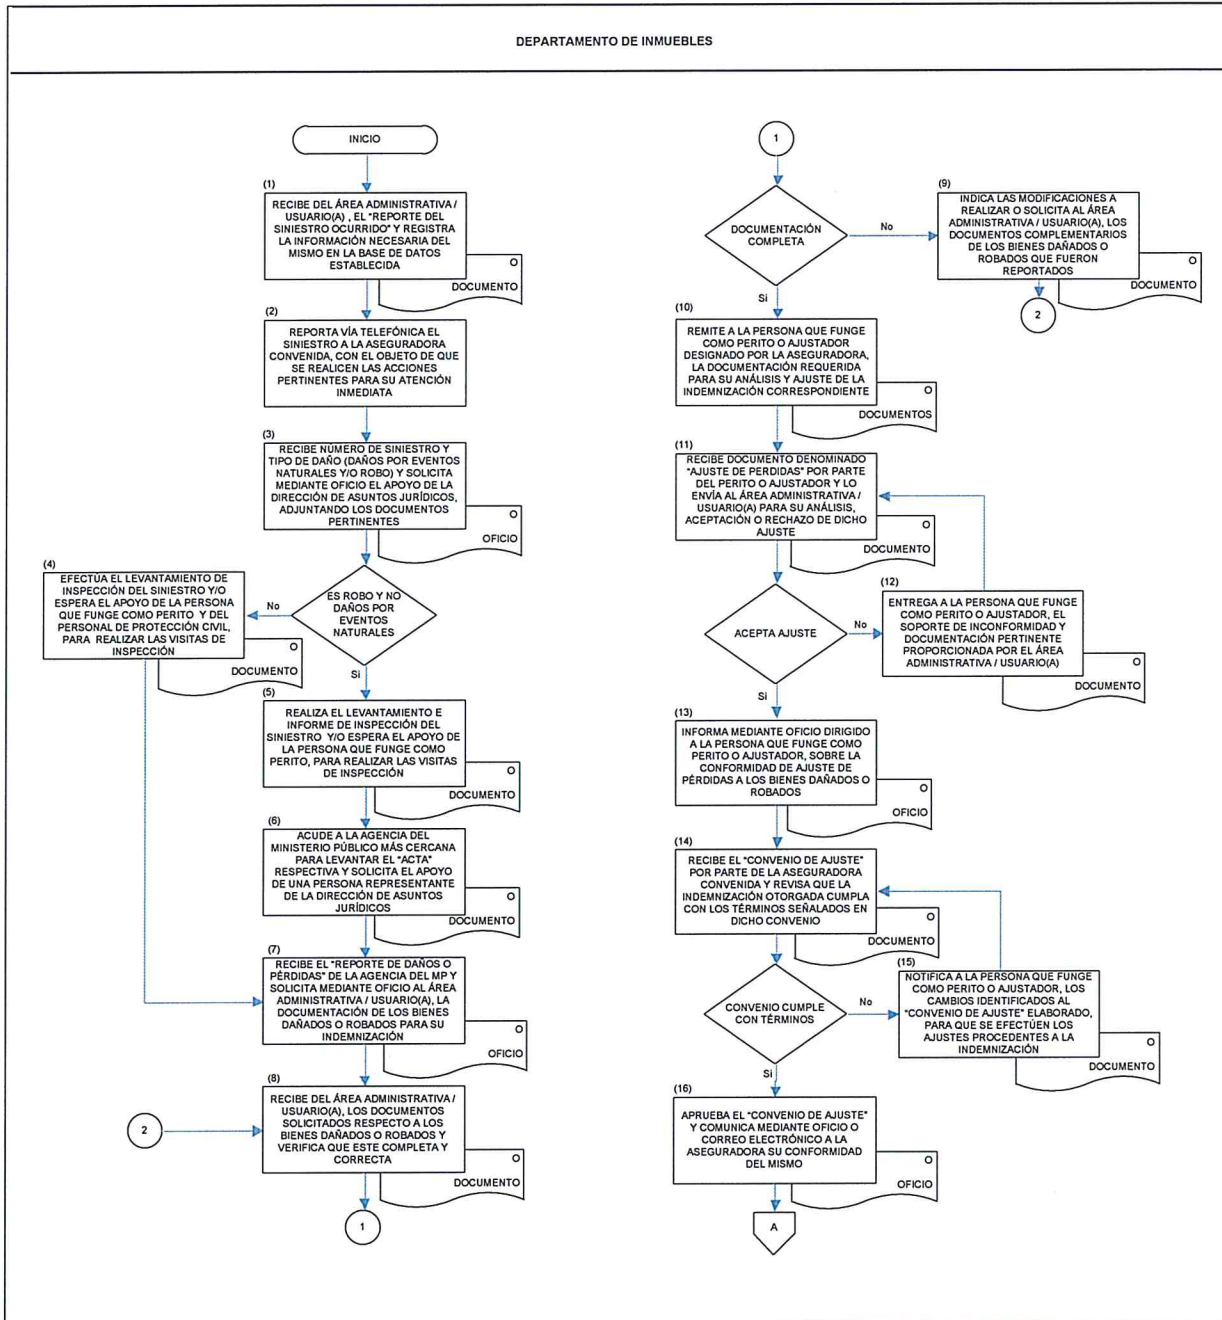 DEPARTAMENTO DE INMUEBLES
INICIO
(1)
RECIBE DEL ÁREA ADMINISTRATIVA /
USUARIO(A) , EL "REPORTE DEL
SINIESTRO OCURRIDO" Y REGISTRA
LA INFORMACIÓN NECESARIA DEL
MISMO EN LA BASE DE DATOS
ESTABLECIDA
O
DOCUMENTO
(2)
REPORTA VÍA TELEFÓNICA EL
SINIESTRO A LA ASEGURADORA
CONVENIDA, CON EL OBJETO DE QUE
SE REALICEN LAS ACCIONES
PERTINENTES PARA SU ATENCIÓN
INMEDIATA
(3)
RECIBE NÚMERO DE SINIESTRO Y
TIPO DE DAÑO (DAÑOS POR EVENTOS
NATURALES Y/O ROBO) Y SOLICITA
MEDIANTE OFICIO EL APOYO DE LA
DIRECCIÓN DE ASUNTOS JURÍDICOS,
ADJUNTANDO LOS DOCUMENTOS
PERTINENTES
O
OFICIO
ES ROBO Y NO
DAÑOS POR
EVENTOS
NATURALES
No
Si
(4)
EFECTÚA EL LEVANTAMIENTO DE
INSPECCIÓN DEL SINIESTRO Y/O
ESPERA EL APOYO DE LA PERSONA
QUE FUNGE COMO PERITO Y DEL
PERSONAL DE PROTECCIÓN CIVIL,
PARA REALIZAR LAS VISITAS DE
INSPECCIÓN
O
DOCUMENTO
(5)
REALIZA EL LEVANTAMIENTO E
INFORME DE INSPECCIÓN DEL
SINIESTRO Y/O ESPERA EL APOYO DE
LA PERSONA QUE FUNGE COMO
PERITO, PARA REALIZAR LAS VISITAS
DE INSPECCIÓN
O
DOCUMENTO
(6)
ACUDE A LA AGENCIA DEL
MINISTERIO PÚBLICO MÁS CERCANA
PARA LEVANTAR EL "ACTA"
RESPECTIVA Y SOLICITA EL APOYO
DE UNA PERSONA REPRESENTANTE
DE LA DIRECCIÓN DE ASUNTOS
JURÍDICOS
O
DOCUMENTO
(7)
RECIBE EL "REPORTE DE DAÑOS O
PÉRDIDAS" DE LA AGENCIA DEL MP Y
SOLICITA MEDIANTE OFICIO AL ÁREA
ADMINISTRATIVA / USUARIO(A), LA
DOCUMENTACIÓN DE LOS BIENES
DAÑADOS O ROBADOS PARA SU
INDEMNIZACIÓN
O
OFICIO
(8)
RECIBE DEL ÁREA ADMINISTRATIVA /
USUARIO(A), LOS DOCUMENTOS
SOLICITADOS RESPECTO A LOS
BIENES DAÑADOS O ROBADOS Y
VERIFICA QUE ESTE COMPLETA Y
CORRECTA
O
DOCUMENTO
2
1
1
DOCUMENTACIÓN
COMPLETA
No
Si
(9)
INDICA LAS MODIFICACIONES A
REALIZAR O SOLICITA AL ÁREA
ADMINISTRATIVA / USUARIO(A), LOS
DOCUMENTOS COMPLEMENTARIOS
DE LOS BIENES DAÑADOS O
ROBADOS QUE FUERON
REPORTADOS
O
DOCUMENTO
2
(10)
REMITE A LA PERSONA QUE FUNGE
COMO PERITO O AJUSTADOR
DESIGNADO POR LA ASEGURADORA,
LA DOCUMENTACIÓN REQUERIDA
PARA SU ANÁLISIS Y AJUSTE DE LA
INDEMNIZACIÓN CORRESPONDIENTE
O
DOCUMENTOS
(11)
RECIBE DOCUMENTO DENOMINADO
"AJUSTE DE PERDIDAS" POR PARTE
DEL PERITO O AJUSTADOR Y LO
ENVÍA AL ÁREA ADMINISTRATIVA /
USUARIO(A) PARA SU ANÁLISIS,
ACEPTACIÓN O RECHAZO DE DICHO
AJUSTE
O
DOCUMENTO
ACEPTA AJUSTE
No
Si
(12)
ENTREGA A LA PERSONA QUE FUNGE
COMO PERITO O AJUSTADOR, EL
SOPORTE DE INCONFORMIDAD Y
DOCUMENTACIÓN PERTINENTE
PROPORCIONADA POR EL ÁREA
ADMINISTRATIVA / USUARIO(A)
O
DOCUMENTO
(13)
INFORMA MEDIANTE OFICIO DIRIGIDO
A LA PERSONA QUE FUNGE COMO
PERITO O AJUSTADOR, SOBRE LA
CONFORMIDAD DE AJUSTE DE
PÉRDIDAS A LOS BIENES DAÑADOS O
ROBADOS
O
OFICIO
(14)
RECIBE EL "CONVENIO DE AJUSTE"
POR PARTE DE LA ASEGURADORA
CONVENIDA Y REVISA QUE LA
INDEMNIZACIÓN OTORGADA CUMPLA
CON LOS TÉRMINOS SEÑALADOS EN
DICHO CONVENIO
O
DOCUMENTO
CONVENIO CUMPLE
CON TÉRMINOS
No
Si
(15)
NOTIFICA A LA PERSONA QUE FUNGE
COMO PERITO O AJUSTADOR, LOS
CAMBIOS IDENTIFICADOS AL
"CONVENIO DE AJUSTE" ELABORADO,
PARA QUE SE EFECTÚEN LOS
AJUSTES PROCEDENTES A LA
INDEMNIZACIÓN
O
DOCUMENTO
(16)
APRUEBA EL "CONVENIO DE AJUSTE"
Y COMUNICA MEDIANTE OFICIO O
CORREO ELECTRÓNICO A LA
ASEGURADORA SU CONFORMIDAD
DEL MISMO
O
OFICIO
A